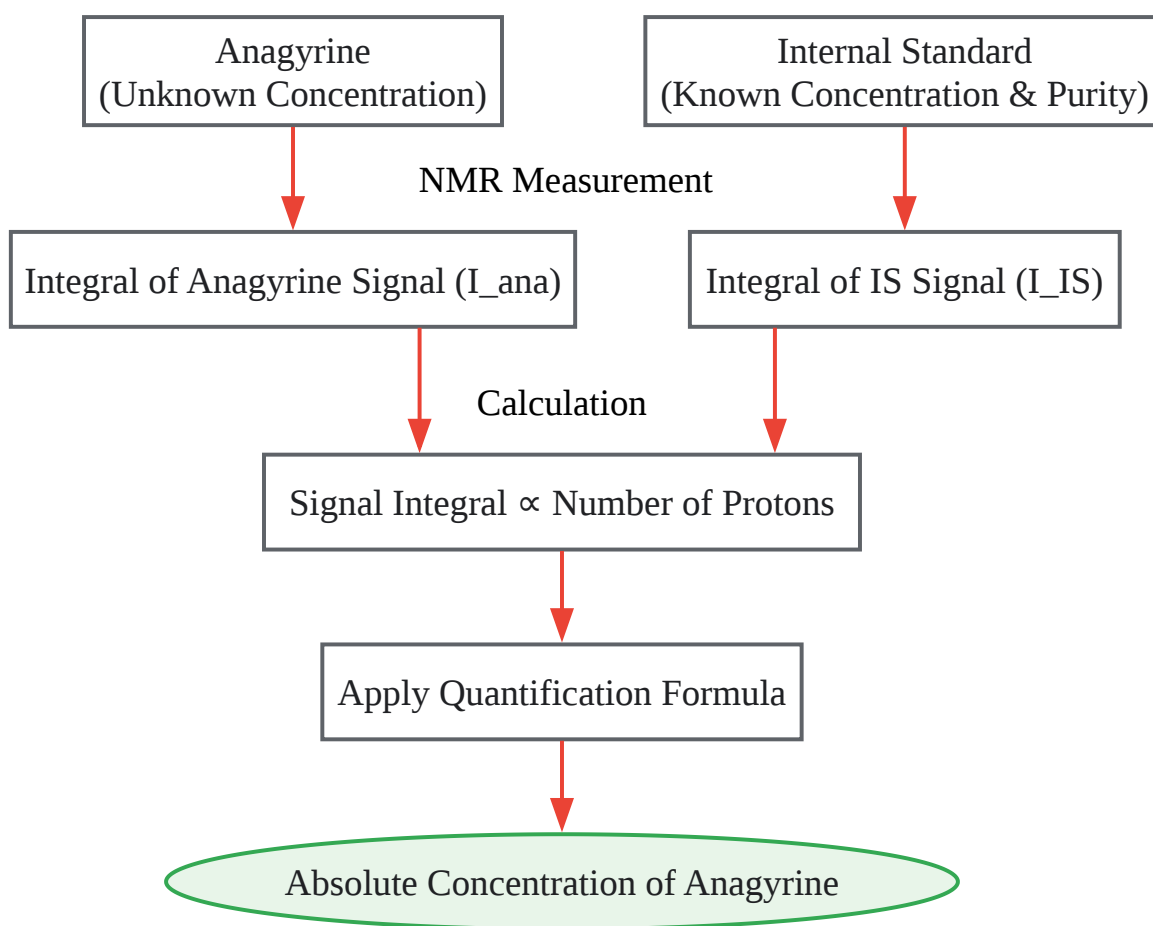 Anagyrine
(Unknown Concentration)
Internal Standard
(Known Concentration & Purity)
NMR Measurement
Integral of Anagyrine Signal (I_ana)
Integral of IS Signal (I_IS)
Calculation
Signal Integral ∝ Number of Protons
Apply Quantification Formula
Absolute Concentration of Anagyrine